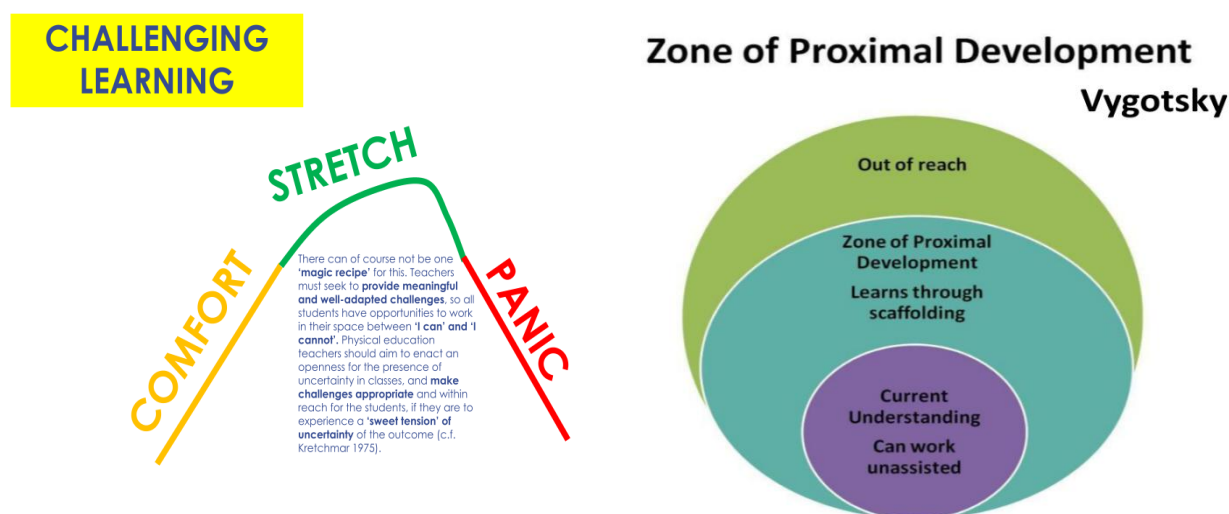 CHALLENGING
LEARNING
COMFORT
STRETCH
PANIC
There can of course not be one
'magic recipe' for this. Teachers
must seek to provide meaningful
and well-adapted challenges, so all
students have opportunities to work
in their space between 'I can' and 'I
cannot'. Physical education
teachers should aim to enact an
openness for the presence of
uncertainty in classes, and make
challenges appropriate and within
reach for the students, if they are to
experience a 'sweet tension' of
uncertainty of the outcome (c.f.
Kretchmar 1975).
Zone of Proximal Development
Vygotsky
Out of reach
Zone of Proximal
Development
Learns through
scaffolding
Current
Understanding
Can work
unassisted